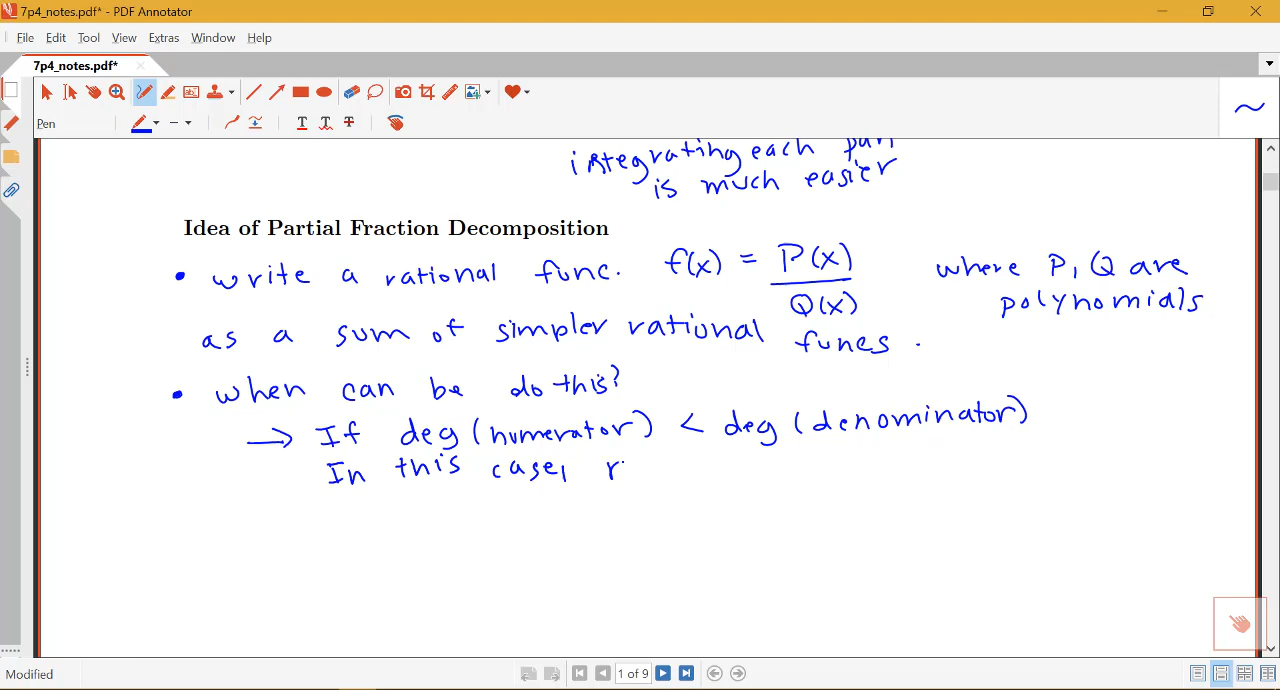 7p4_notes.pdf* - PDF Annotator
File Edit Tool View Extras Window Help
7p4_notes.pdf*
Pen
integrating each part
is much easier
Idea of Partial Fraction Decomposition
• write a rational func. f(x) = P(x)/Q(x) where P, Q are
polynomials
as a sum of simpler rational funcs.
• when can be do this?
→ If deg (numerator) < deg (denominator)
In this case, r
Modified
1 of 9